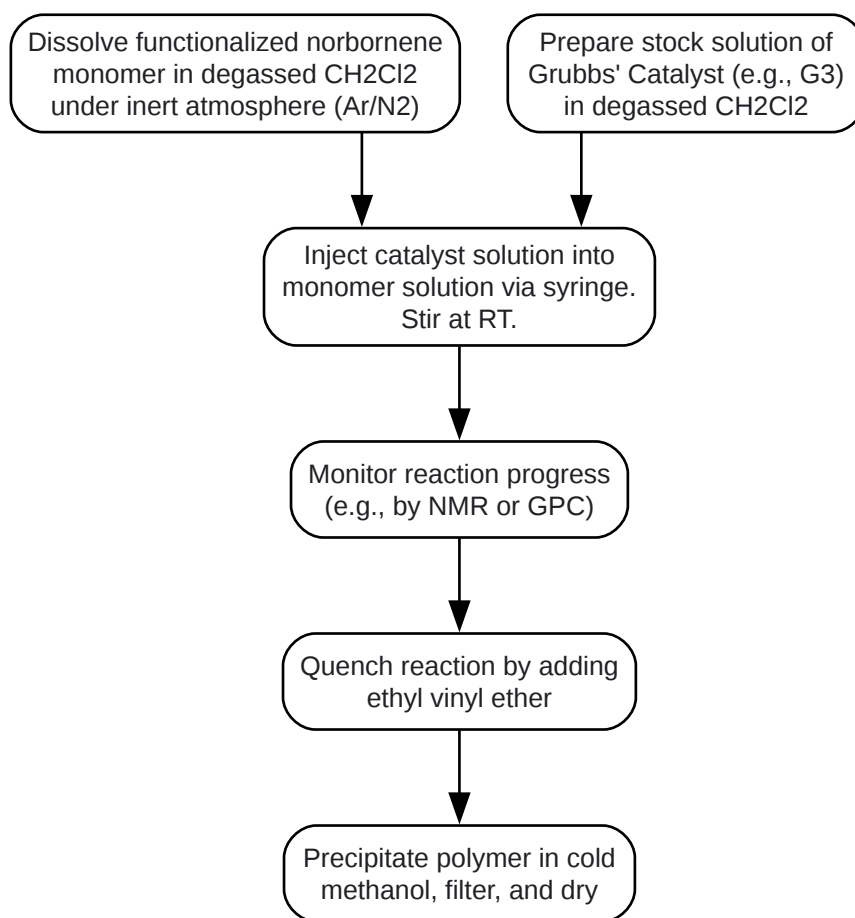 Dissolve functionalized norbornene
monomer in degassed CH2Cl2
under inert atmosphere (Ar/N2)
Prepare stock solution of
Grubbs' Catalyst (e.g., G3)
in degassed CH2Cl2
Inject catalyst solution into
monomer solution via syringe.
Stir at RT.
Monitor reaction progress
(e.g., by NMR or GPC)
Quench reaction by adding
ethyl vinyl ether
Precipitate polymer in cold
methanol, filter, and dry